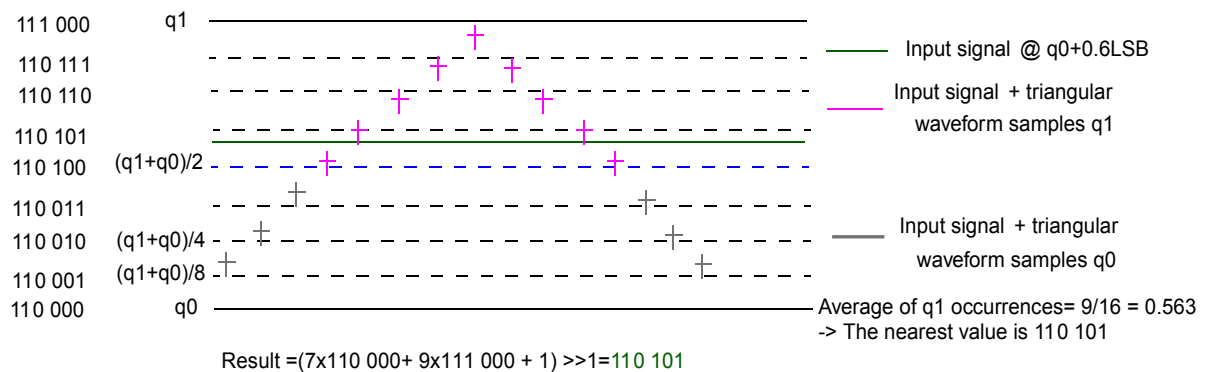 111 000
q1
110 111
110 110
110 101
110 100
(q1+q0)/2
110 011
110 010
(q1+q0)/4
110 001
(q1+q0)/8
110 000
q0
Input signal @ q0+0.6LSB
Input signal + triangular
waveform samples q1
Input signal + triangular
waveform samples q0
Average of q1 occurrences= 9/16 = 0.563
-> The nearest value is 110 101
Result =(7x110 000+ 9x111 000 + 1) >>1=110 101